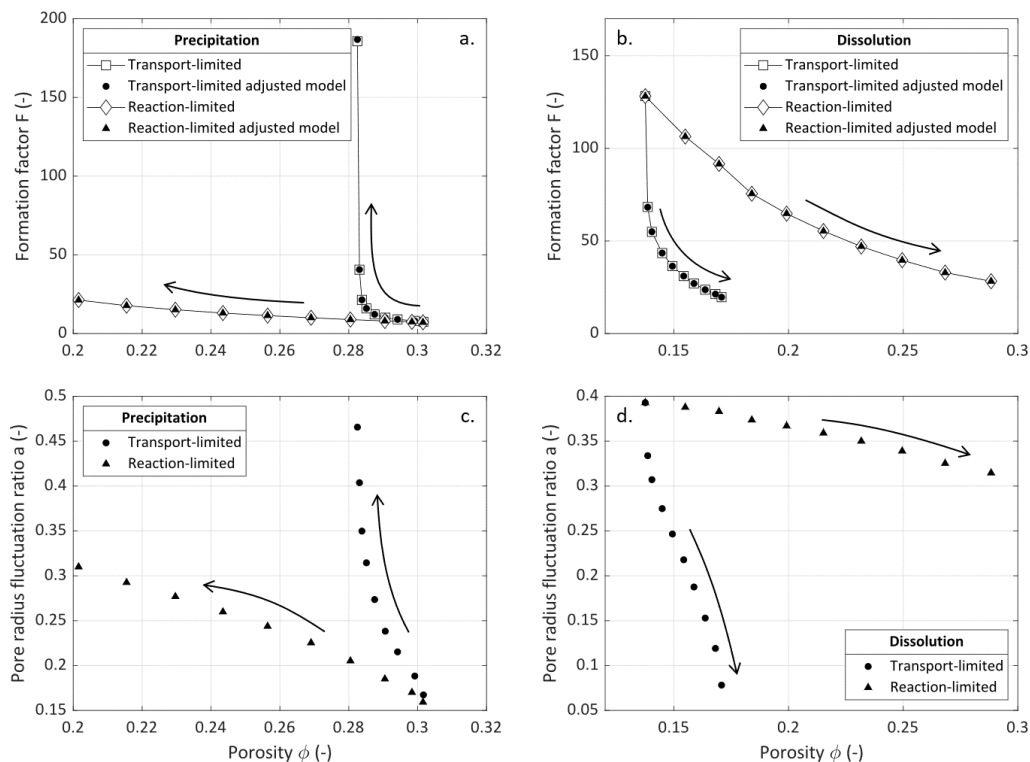 200
150
100
50
0
Formation factor F (-)
Precipitation
Transport-limited
Transport-limited adjusted model
Reaction-limited
Reaction-limited adjusted model
a.
0.2
0.22
0.24
0.26
0.28
0.3
0.32
150
100
50
0
Formation factor F (-)
b.
Dissolution
Transport-limited
Transport-limited adjusted model
Reaction-limited
Reaction-limited adjusted model
0.15
0.2
0.25
0.3
0.5
0.45
0.4
0.35
0.3
0.25
0.2
0.15
Pore radius fluctuation ratio a (-)
Precipitation
Transport-limited
Reaction-limited
c.
0.2
0.22
0.24
0.26
0.28
0.3
0.32
Porosity ϕ (-)
0.4
0.35
0.3
0.25
0.2
0.15
0.1
0.05
Pore radius fluctuation ratio a (-)
d.
Dissolution
Transport-limited
Reaction-limited
0.15
0.2
0.25
0.3
Porosity ϕ (-)